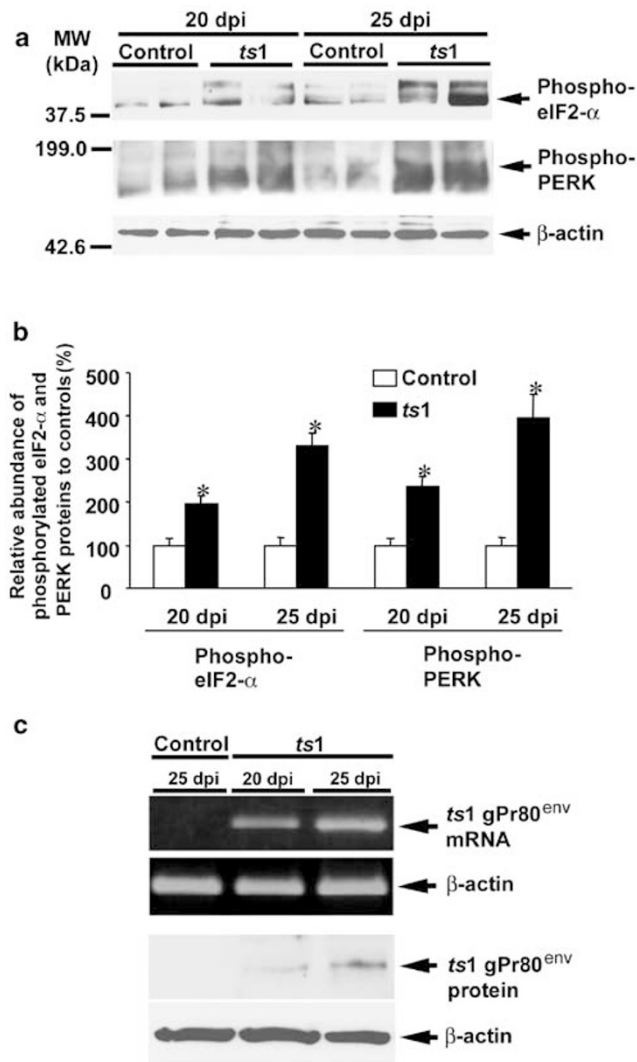 a
20 dpi 25 dpi
MW
(kDa)
Control ts1 Control ts1
37.5
Phospho-
eIF2-α
199.0
Phospho-
PERK
42.6
β-actin
b
Relative abundance of
phosphorylated eIF2-α and
PERK proteins to controls (%)
500
400
300
200
100
0
Control
ts1
* * * *
20 dpi 25 dpi 20 dpi 25 dpi
Phospho-
eIF2-α
Phospho-
PERK
c
Control ts1
25 dpi 20 dpi 25 dpi
ts1 gPr80env
mRNA
β-actin
ts1 gPr80env
protein
β-actin